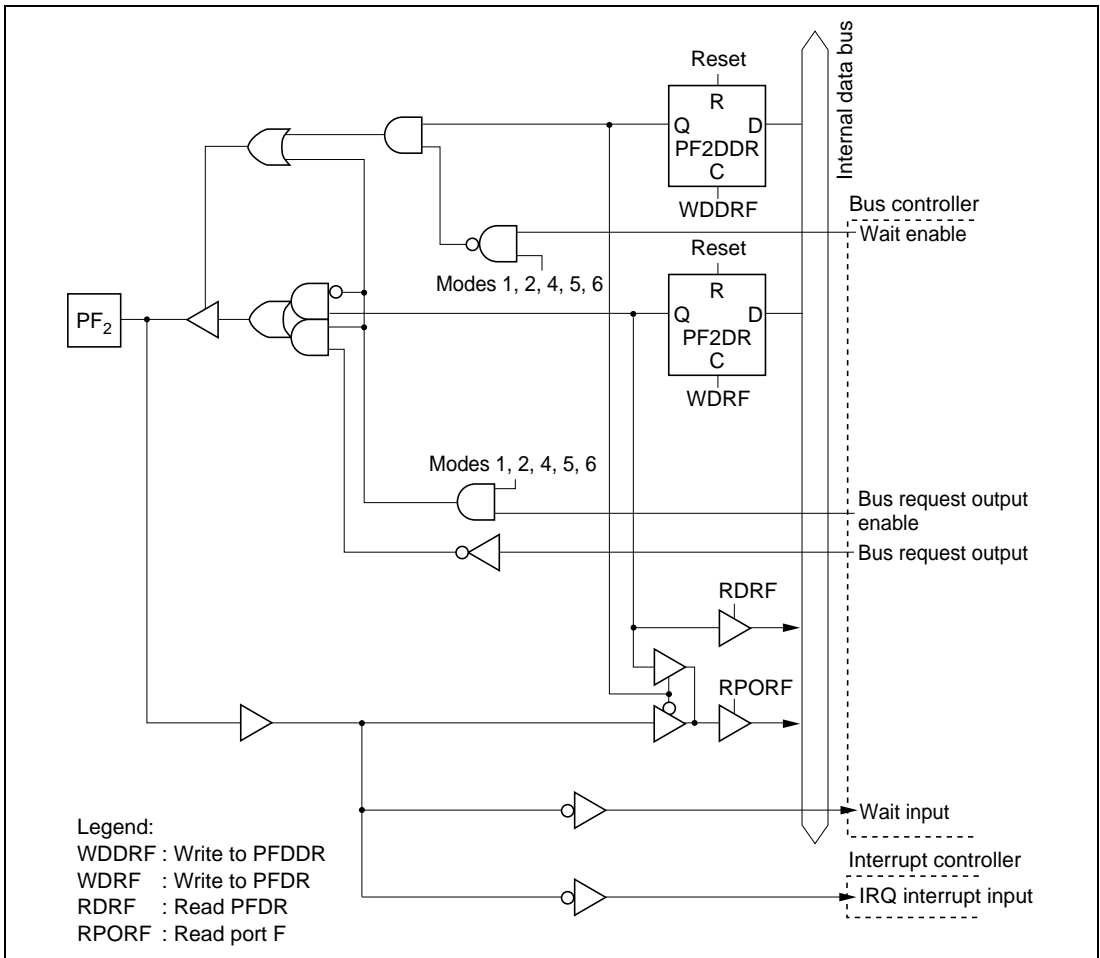 Reset
R
Q D
PF2DDR
C
WDDRF
Internal data bus
Bus controller
Wait enable
Modes 1, 2, 4, 5, 6
Reset
R
Q D
PF2DR
C
WDRF
PF2
Modes 1, 2, 4, 5, 6
Bus request output
enable
Bus request output
RDRF
RPORF
Wait input
Interrupt controller
IRQ interrupt input
Legend:
WDDRF : Write to PFDDR
WDRF : Write to PFDR
RDRF : Read PFDR
RPORF : Read port F